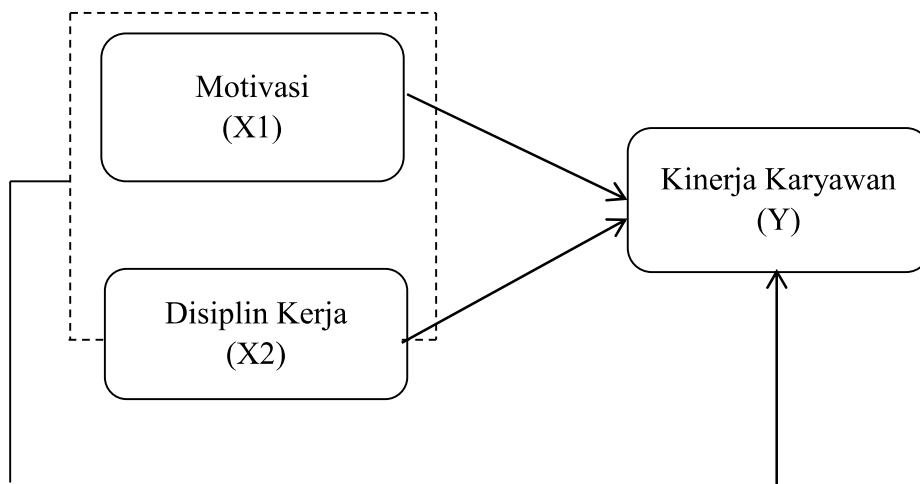 Motivasi
(X1)
Kinerja Karyawan
(Y)
Disiplin Kerja
(X2)